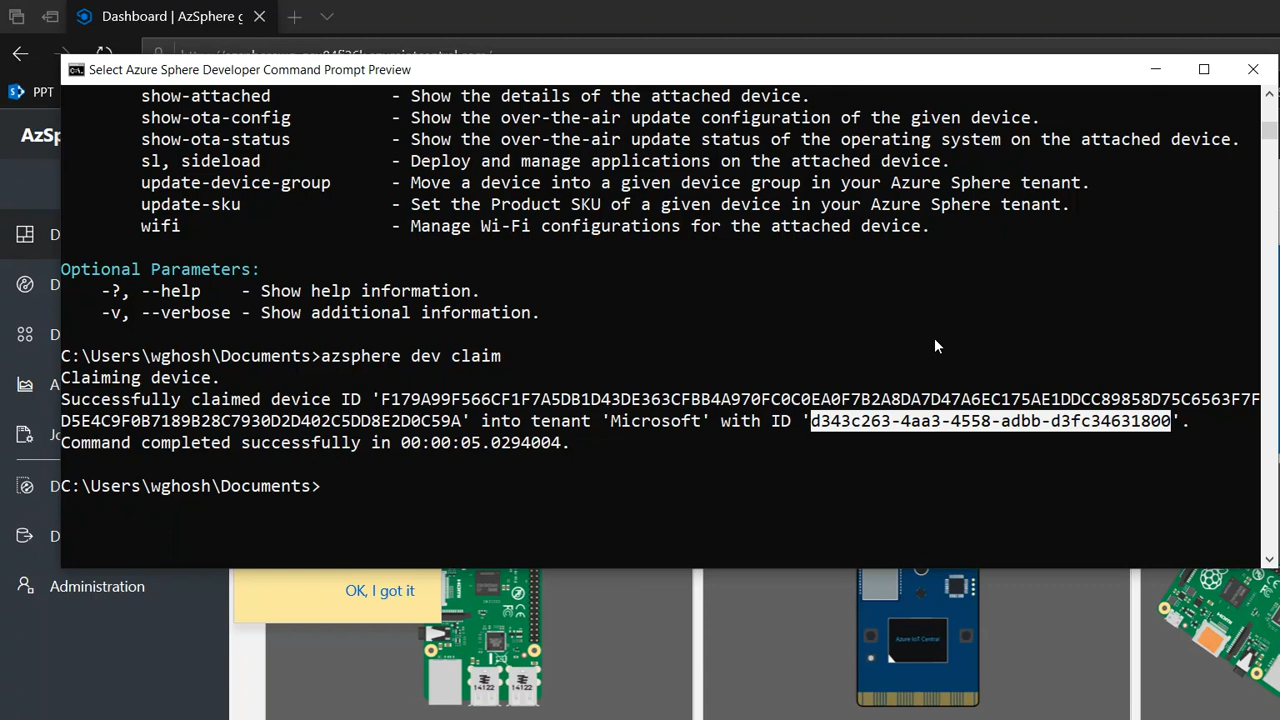 Dashboard | AzSphere g
PPT
Select Azure Sphere Developer Command Prompt Preview
AzSp
show-attached - Show the details of the attached device.
show-ota-config - Show the over-the-air update configuration of the given device.
show-ota-status - Show the over-the-air update status of the operating system on the attached device.
sl, sideload - Deploy and manage applications on the attached device.
update-device-group - Move a device into a given device group in your Azure Sphere tenant.
update-sku - Set the Product SKU of a given device in your Azure Sphere tenant.
wifi - Manage Wi-Fi configurations for the attached device.
Optional Parameters:
-?, --help - Show help information.
-v, --verbose - Show additional information.
C:\Users\wghosh\Documents>azsphere dev claim
Claiming device.
Successfully claimed device ID 'F179A99F566CF1F7A5DB1D43DE363CFBB4A970FC0C0EA0F7B2A8DA7D47A6EC175AE1DDCC89858D75C6563F7F
D5E4C9F0B7189B28C7930D2D402C5DD8E2D0C59A' into tenant 'Microsoft' with ID 'd343c263-4aa3-4558-adbb-d3fc34631800'.
Command completed successfully in 00:00:05.0294004.
C:\Users\wghosh\Documents>
Administration
OK, I got it
Azure IoT Central
14122
14122